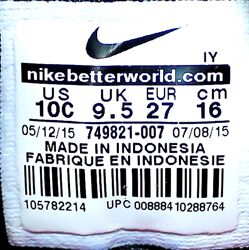 IY
nikebetterworld.com
US UK EUR cm
10C 9.5 27 16
05/12/15 749821-007 07/08/15
MADE IN INDONESIA
FABRIQUE EN INDONESIE
105782214 UPC 00888410288764